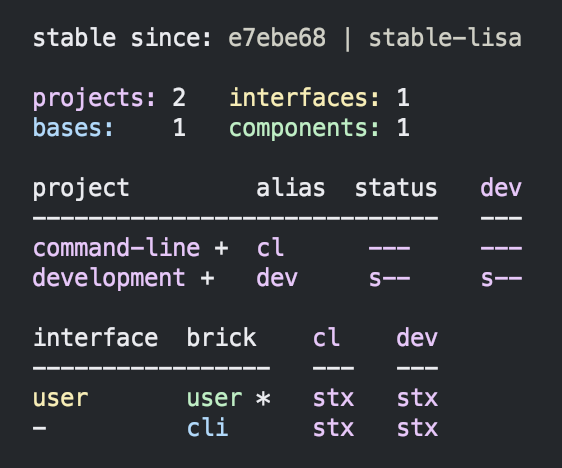 stable since: e7ebe68 | stable-lisa
projects: 2   interfaces: 1
bases:    1   components: 1
project         alias  status   dev
-----------------------------   ---
command-line +  cl      ---     ---
development +   dev     s--     s--
interface  brick    cl    dev
-----------------   ---   ---
user       user *   stx   stx
-          cli      stx   stx